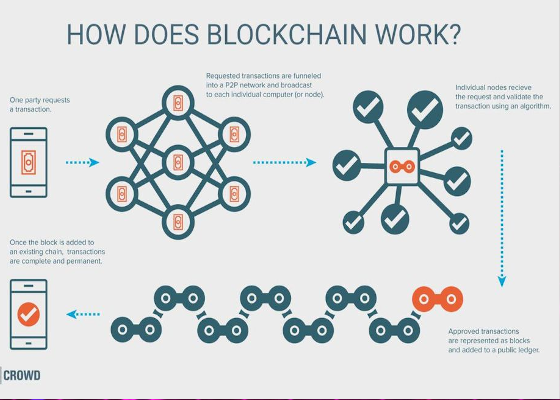 HOW DOES BLOCKCHAIN WORK?
One party requests
a transaction.
Requested transactions are funneled
into a P2P network and broadcast
to each individual computer (or node).
Individual nodes recieve
the request and validate the
transaction using an algorithm.
Approved transactions
are represented as blocks
and added to a public ledger.
Once the block is added to
an existing chain, transactions
are complete and permanent.
CROWD